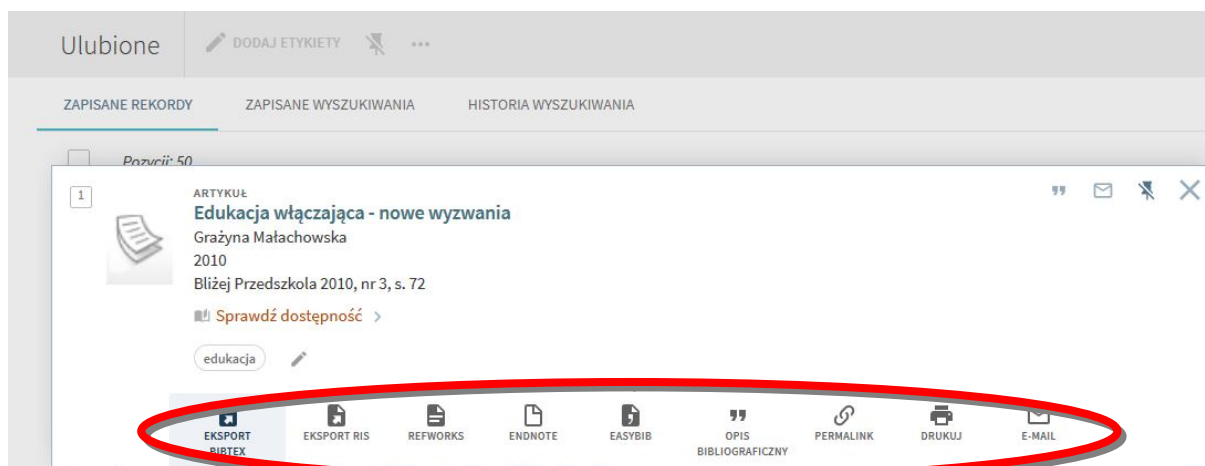 Ulubione DODAJ ETYKIETY
ZAPISANE REKORDY ZAPISANE WYSZUKIWANIA HISTORIA WYSZUKIWANIA
Pozycji: 50
1
ARTYKUŁ
Edukacja włączająca - nowe wyzwania
Grażyna Małachowska
2010
Bliżej Przedszkola 2010, nr 3, s. 72
Sprawdź dostępność
edukacja
EKSPORT BIBTEX
EKSPORT RIS
REFWORKS
ENDNOTE
EASYBIB
OPIS BIBLIOGRAFICZNY
PERMALINK
DRUKUJ
E-MAIL